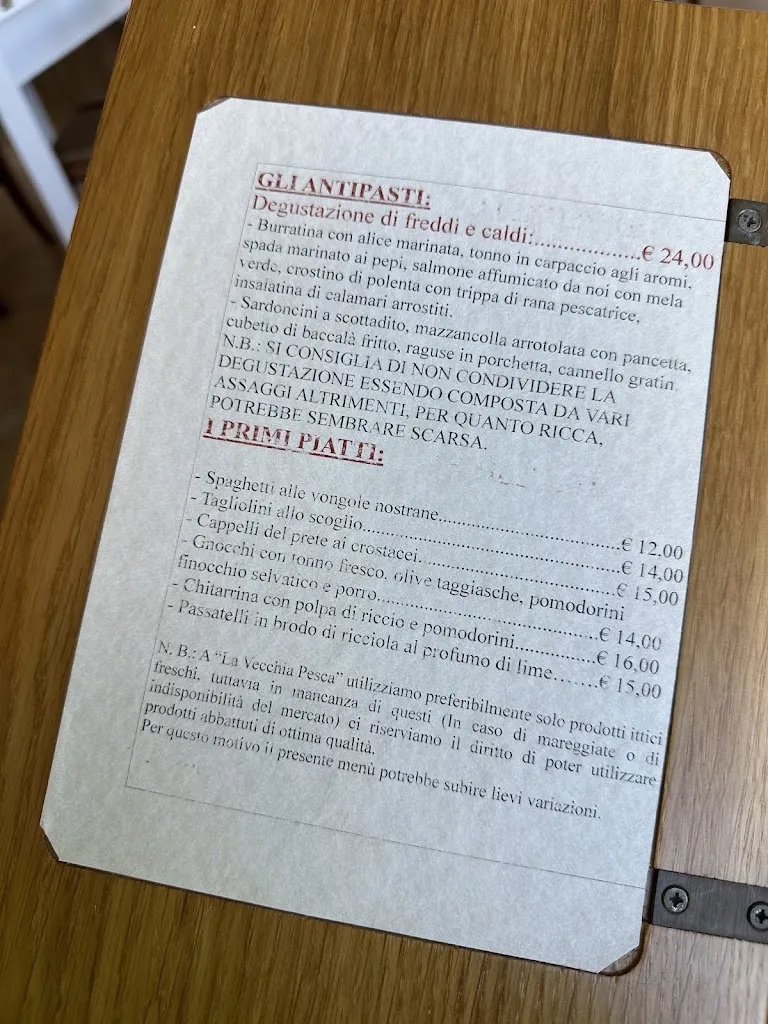 GLI ANTIPASTI:
Degustazione di freddi e caldi:....................€ 24,00
- Burratina con alice marinata, tonno in carpaccio agli aromi,
spada marinato ai pepi, salmone affumicato da noi con mela
verde, crostino di polenta con trippa di rana pescatrice,
insalatina di calamari arrostiti.
- Sardoncini a scottadito, mazzancolla arrotolata con pancetta,
cubetto di baccalà fritto, raguse in porchetta, cannello gratin.
N.B.: SI CONSIGLIA DI NON CONDIVIDERE LA
DEGUSTAZIONE ESSENDO COMPOSTA DA VARI
ASSAGGI ALTRIMENTI, PER QUANTO RICCA,
POTREBBE SEMBRARE SCARSA.
I PRIMI PIATTI:
- Spaghetti alle vongole nostrane..................................€ 12.00
- Tagliolini allo scoglio................................................€ 14,00
- Cappelli del prete ai crostacei.....................................€ 15,00
- Gnocchi con tonno fresco, olive taggiasche, pomodorini
finocchio selvatico e porro..........................................€ 14,00
- Chitarrina con polpa di riccio e pomodorini...............€ 16,00
- Passatelli in brodo di ricciola al profumo di lime........€ 15,00
N. B.: A “La Vecchia Pesca” utilizziamo preferibilmente solo prodotti ittici
freschi, tuttavia in mancanza di questi (In caso di mareggiate o di
indisponibilità del mercato) ci riserviamo il diritto di poter utilizzare
prodotti abbattuti di ottima qualità.
Per questo motivo il presente menù potrebbe subire lievi variazioni.